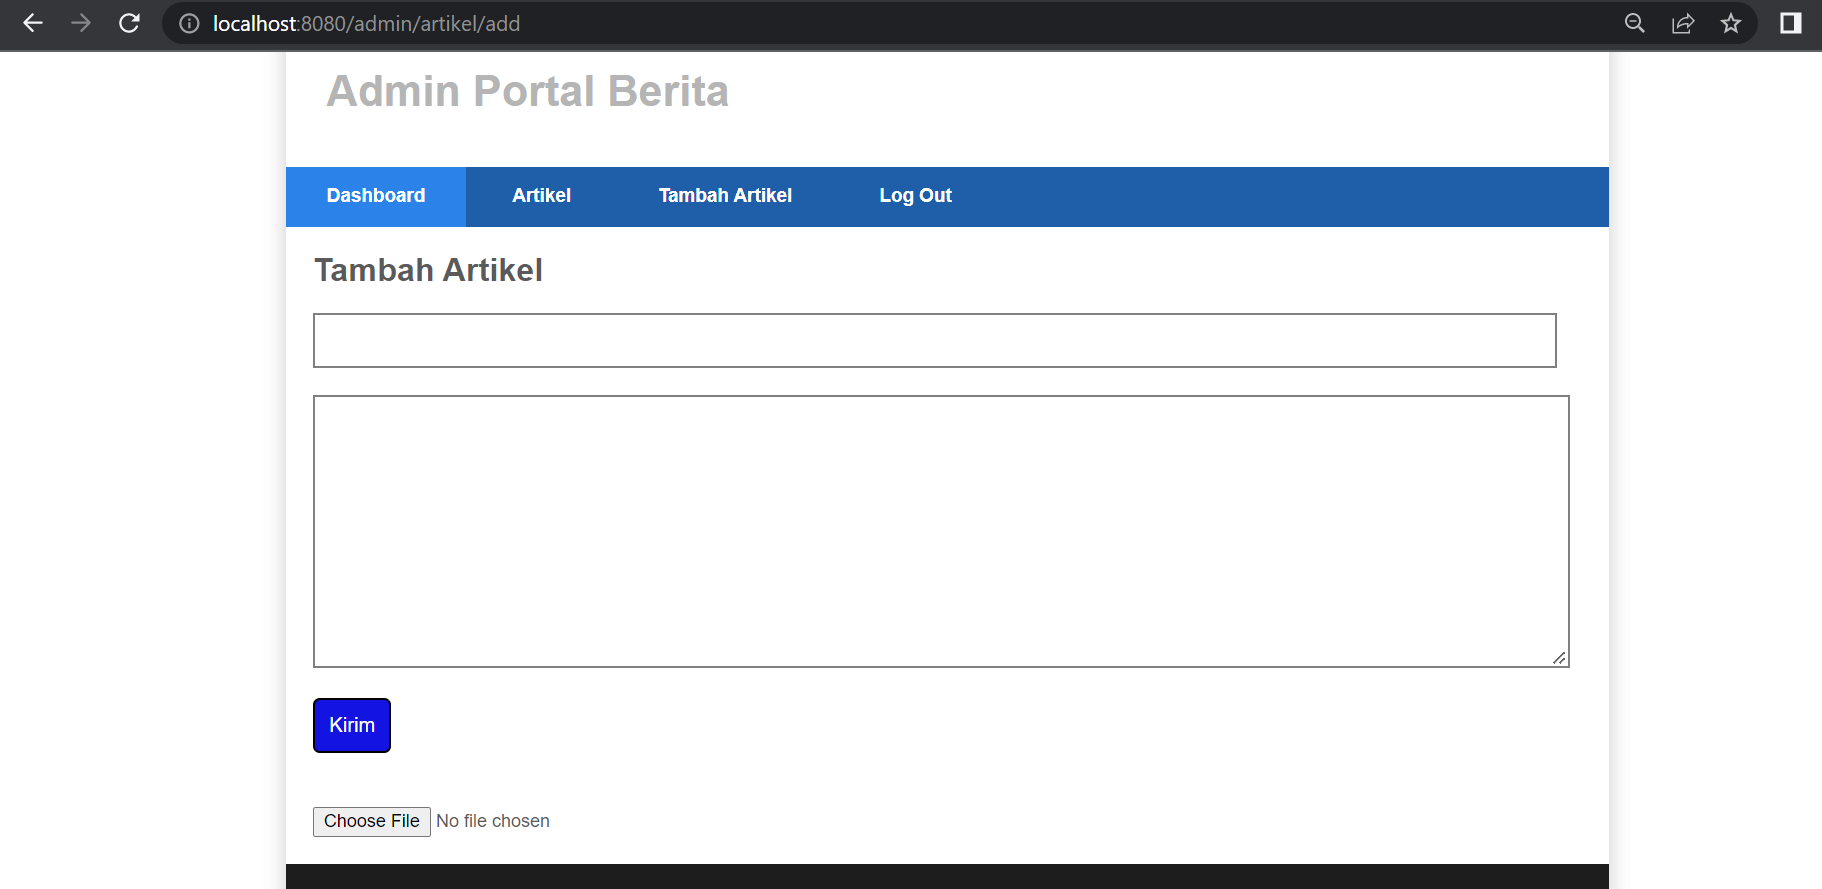 localhost:8080/admin/artikel/add
Admin Portal Berita
Dashboard Artikel Tambah Artikel Log Out
Tambah Artikel
Kirim
Choose File No file chosen